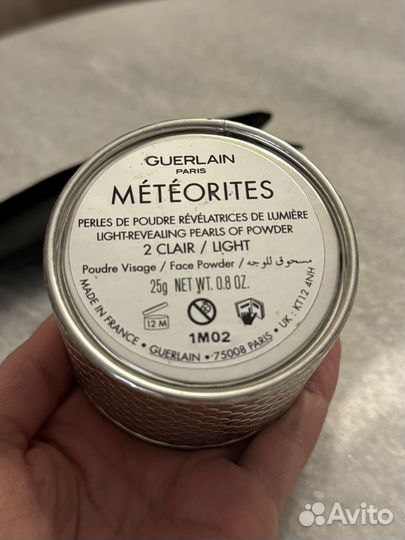 GUERLAIN
PARIS
MÉTÉORITES
PERLES DE POUDRE RÉVÉLATRICES DE LUMIÈRE
LIGHT-REVEALING PEARLS OF POWDER
2 CLAIR / LIGHT
Poudre Visage / Face Powder / مسحوق للوجه
25g NET WT. 0.8 OZ.
12 M
1M02
MADE IN FRANCE • GUERLAIN • 75008 PARIS • UK: KT12 4NH
Avito